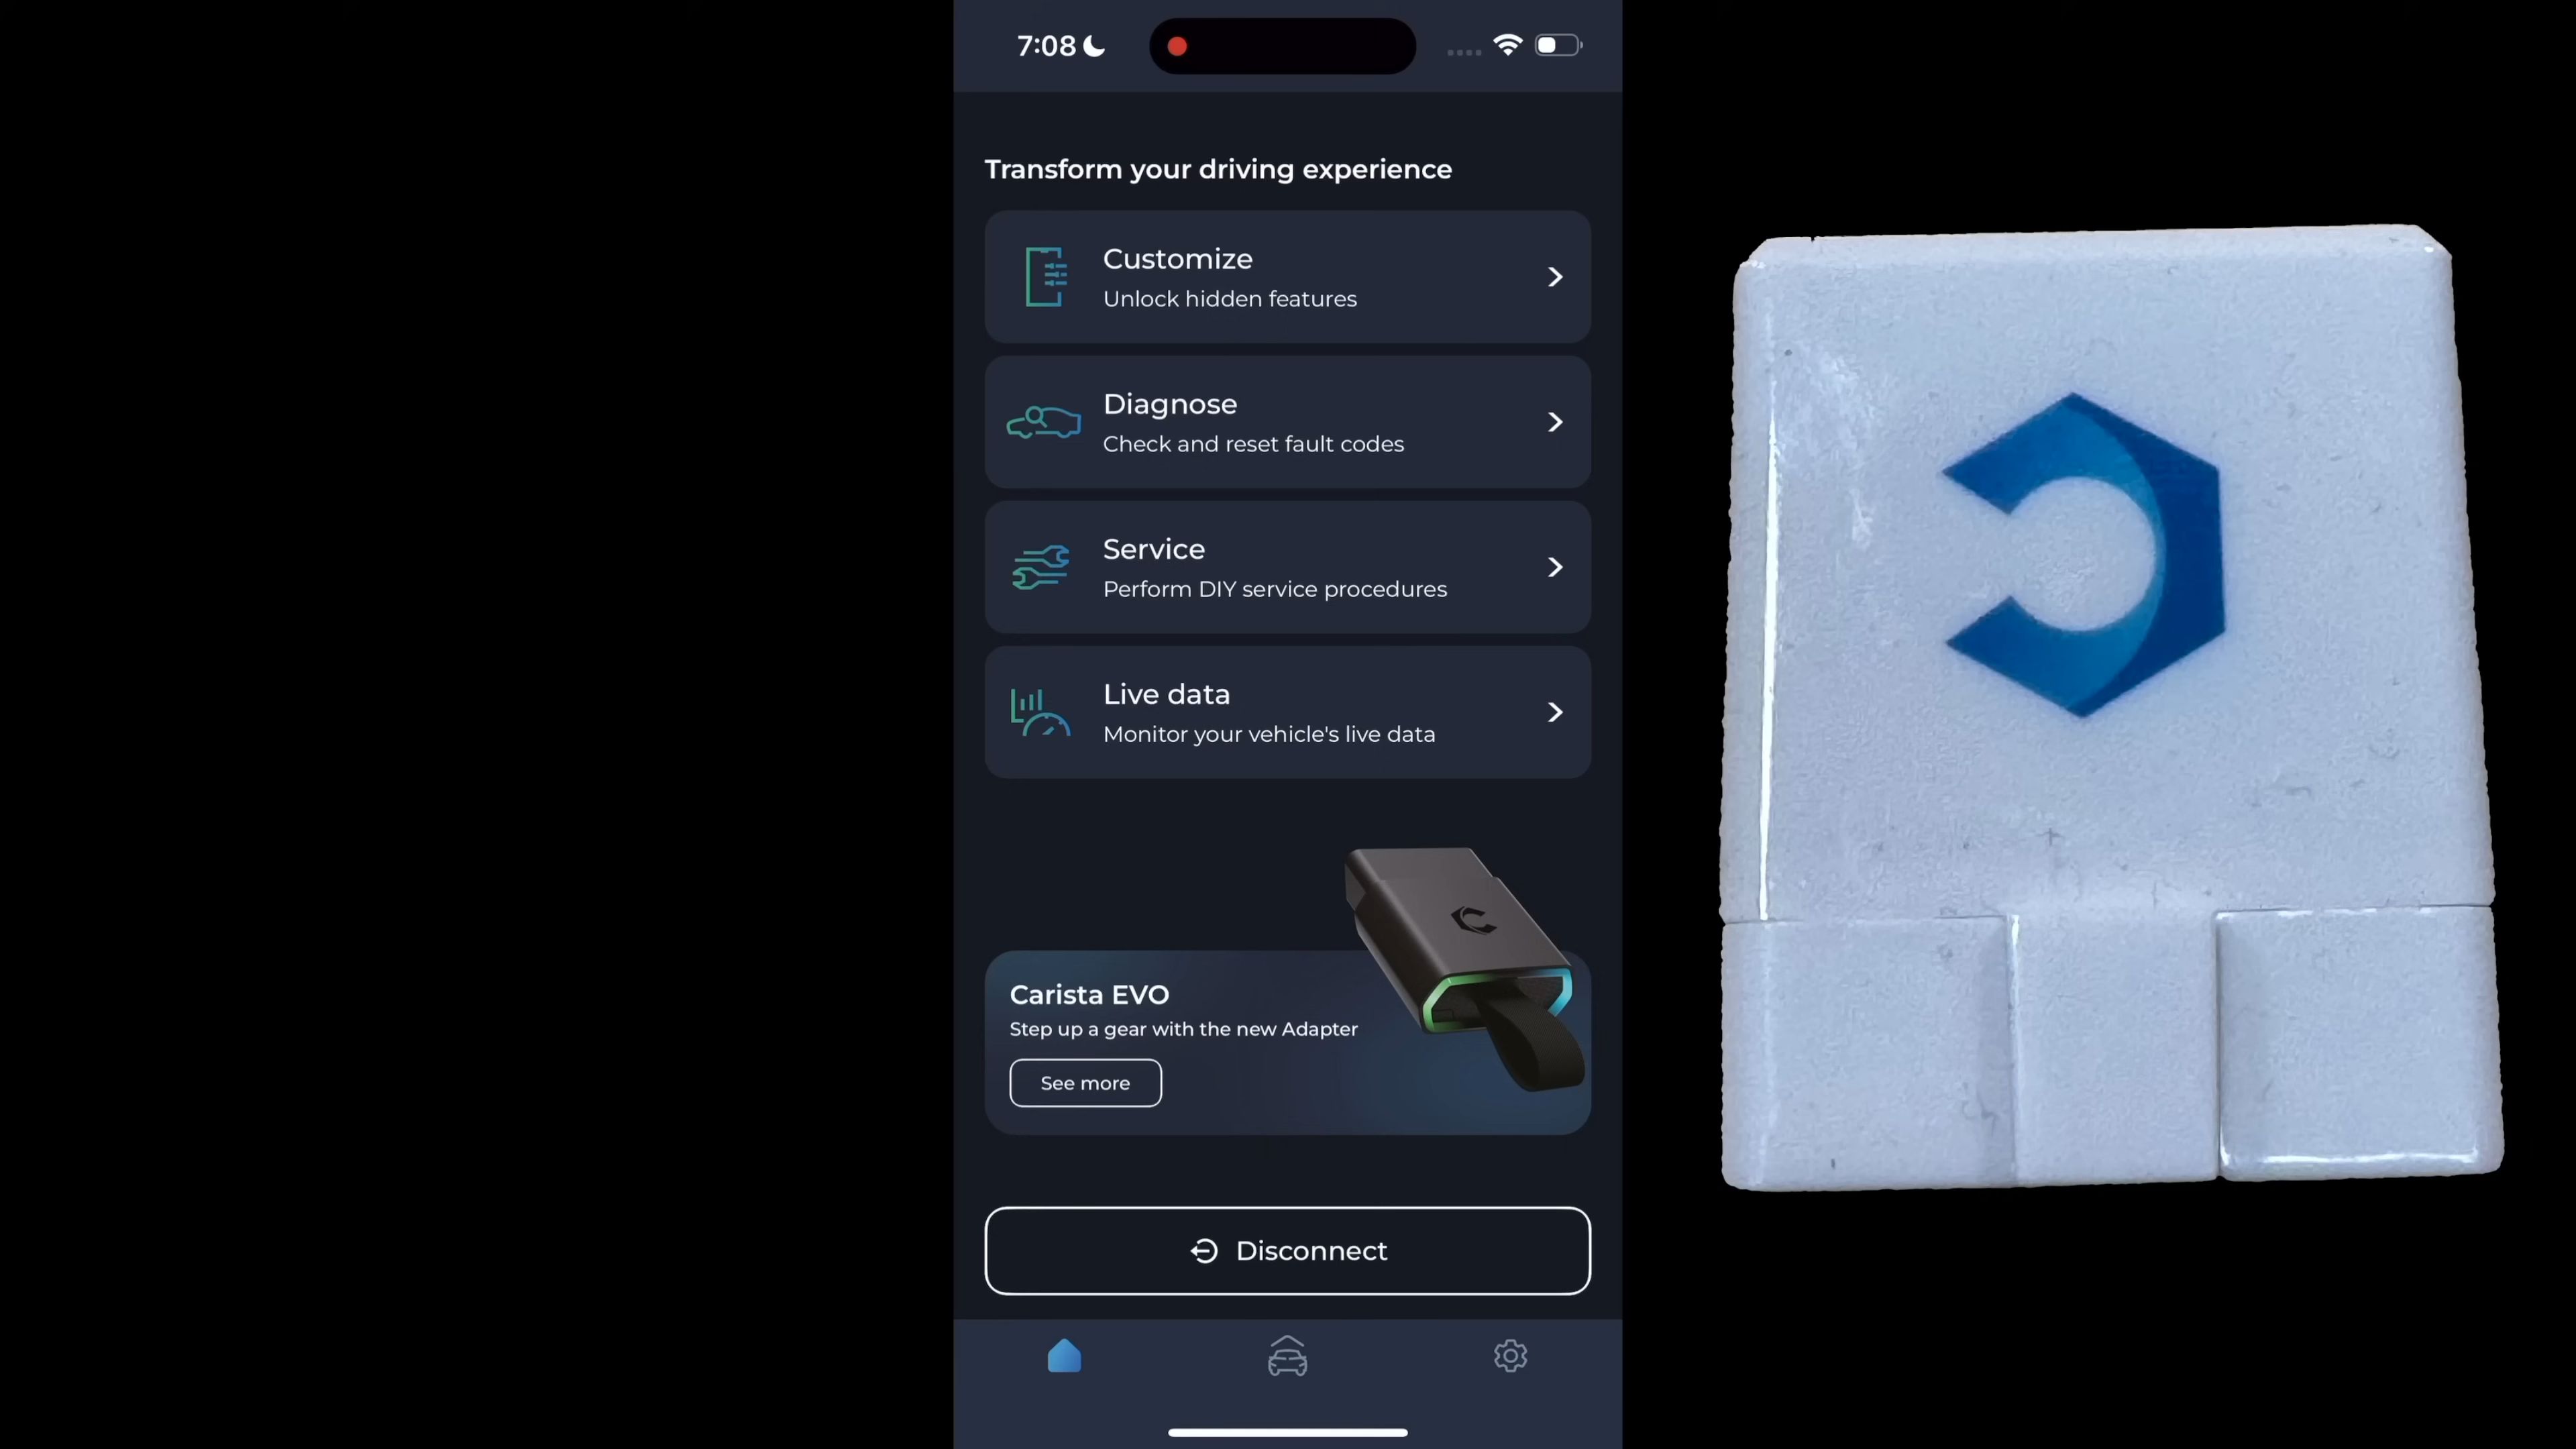 7:08
Transform your driving experience
Customize
Unlock hidden features
Diagnose
Check and reset fault codes
Service
Perform DIY service procedures
Live data
Monitor your vehicle's live data
Carista EVO
Step up a gear with the new Adapter
See more
Disconnect